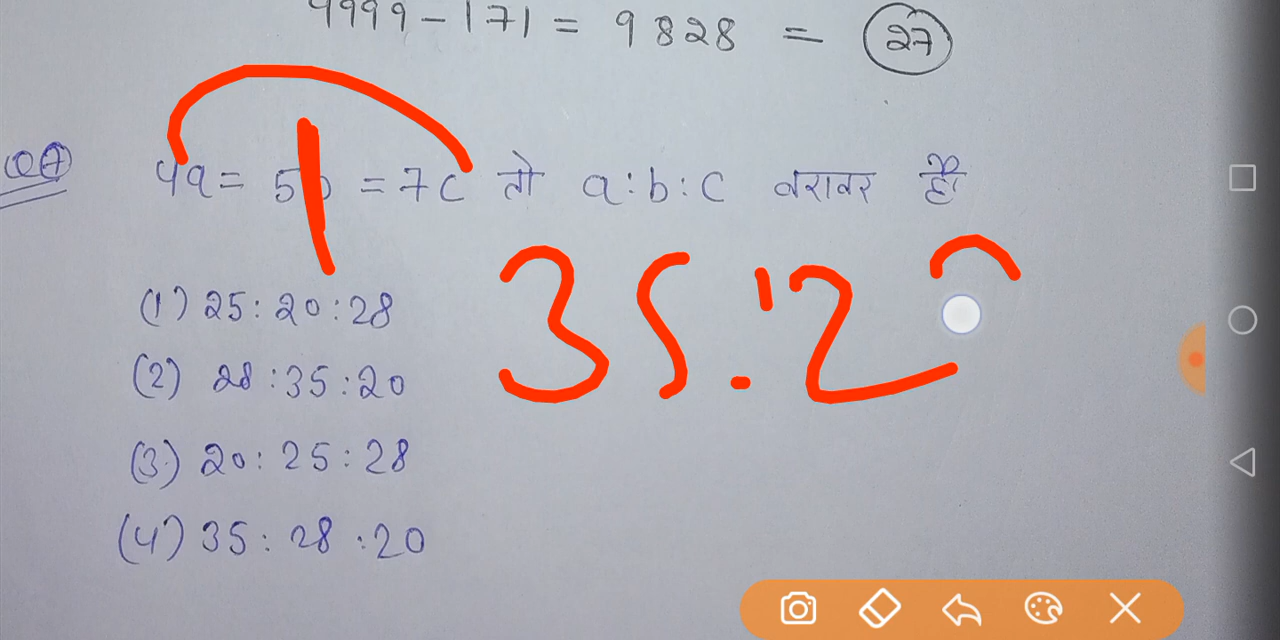 9999 - 171 = 9828 = 27
Q7 4a = 5b = 7c तो a:b:c बराबर है
35:2
(1) 25:20:28
(2) 28:35:20
(3) 20:25:28
(4) 35:28:20